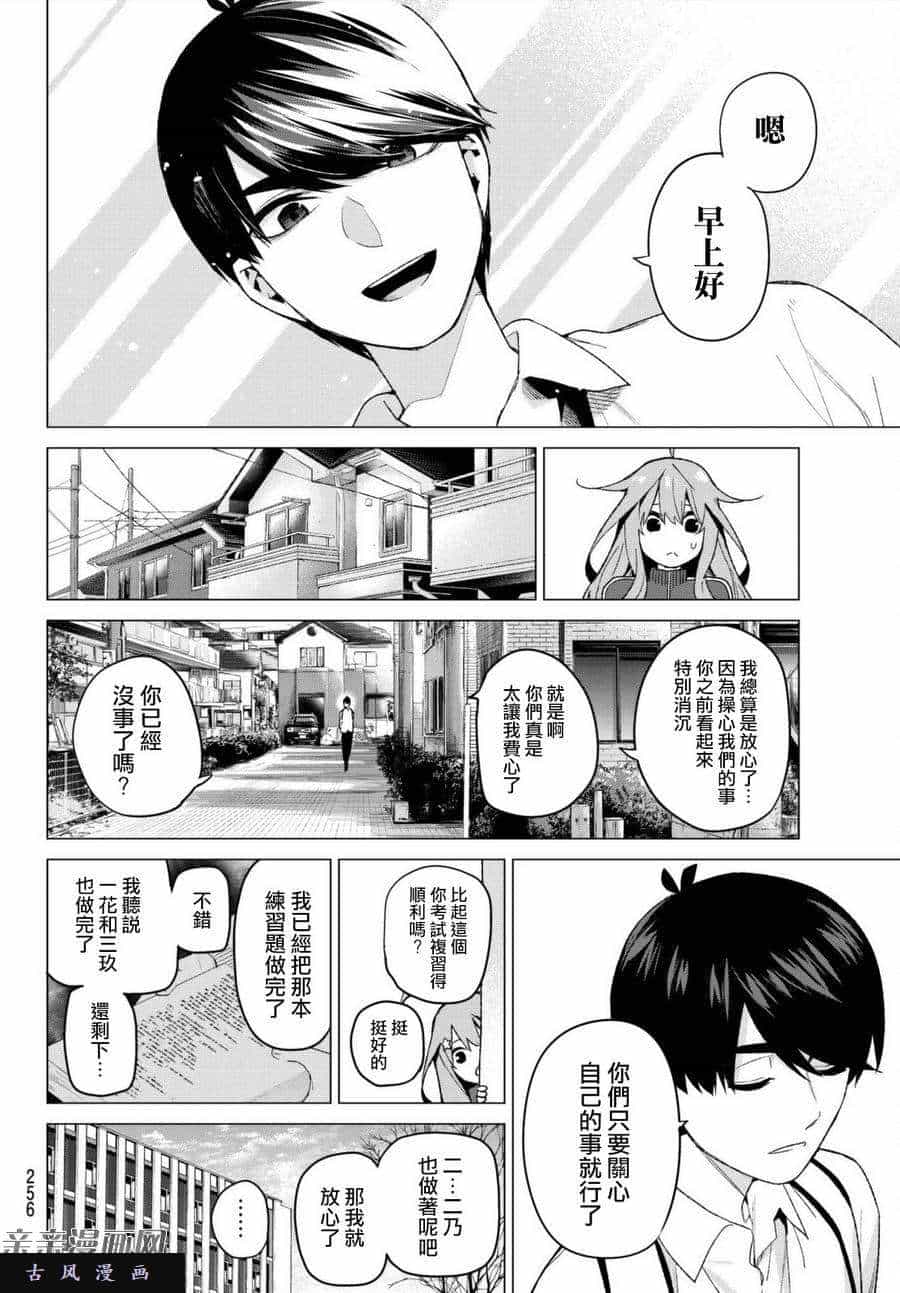 嗯
早上好
你已經
沒事了嗎？
我總算是放心了…
因為操心我們的事
你之前看起來
特別消沉
就是啊
你們真是
太讓我費心了
你們只要關心
自己的事就行了
比起這個
你考試複習得
順利嗎？
挺
好的
我已經把那本
練習題做完了
不錯
我聽說
一花和三玖
也做完了
還剩下…
二…二乃
也做著呢吧
那我就
放心了
……
256
亲亲漫画网
古风漫画